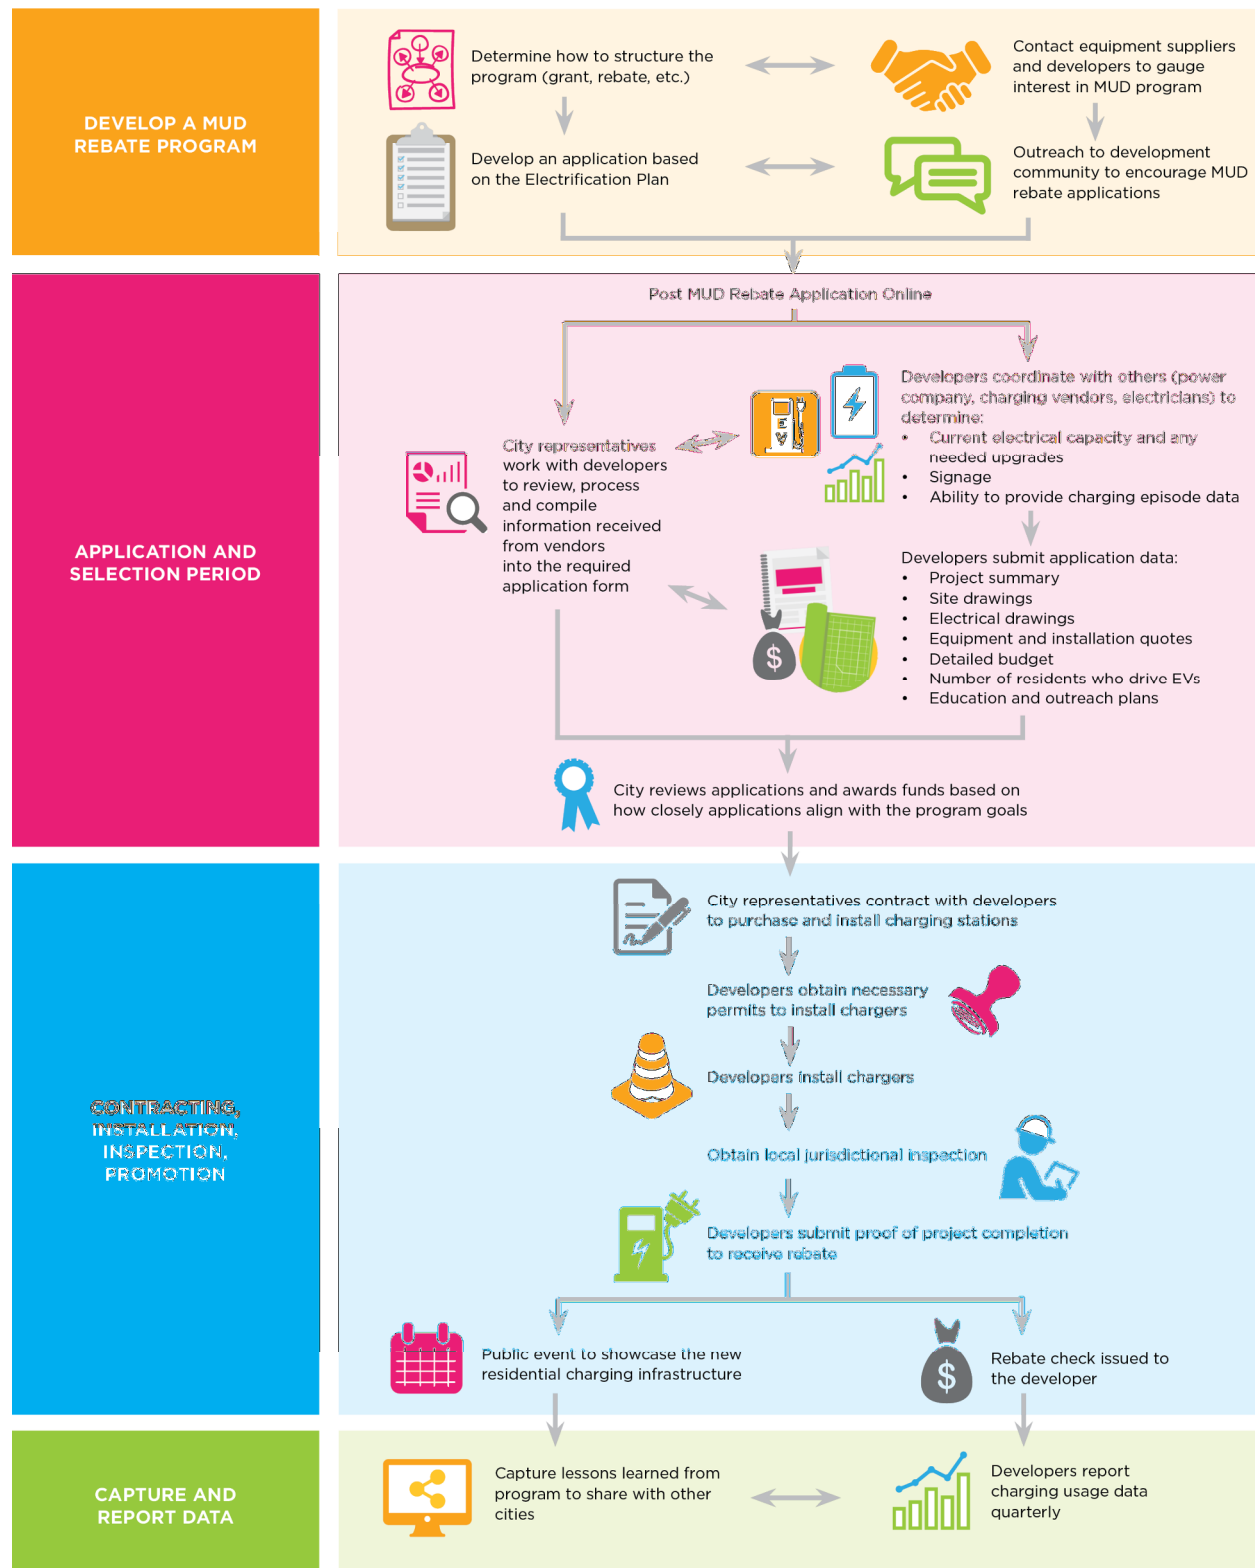 DEVELOP A MUD
REBATE PROGRAM
Determine how to structure the
program (grant, rebate, etc.)
Contact equipment suppliers
and developers to gauge
interest in MUD program
Develop an application based
on the Electrification Plan
Outreach to development
community to encourage MUD
rebate applications
APPLICATION AND
SELECTION PERIOD
Post MUD Rebate Application Online
City representatives
work with developers
to review, process
and compile
information received
from vendors
into the required
application form
E
V
Developers coordinate with others (power
company, charging vendors, electricians) to
determine:
• Current electrical capacity and any
needed upgrades
• Signage
• Ability to provide charging episode data
Developers submit application data:
• Project summary
• Site drawings
• Electrical drawings
• Equipment and installation quotes
• Detailed budget
• Number of residents who drive EVs
• Education and outreach plans
$
City reviews applications and awards funds based on
how closely applications align with the program goals
CONTRACTING,
INSTALLATION,
INSPECTION,
PROMOTION
City representatives contract with developers
to purchase and install charging stations
Developers obtain necessary
permits to install chargers
Developers install chargers
Obtain local jurisdictional inspection
Developers submit proof of project completion
to receive rebate
Public event to showcase the new
residential charging infrastructure
$
Rebate check issued to
the developer
CAPTURE AND
REPORT DATA
Capture lessons learned from
program to share with other
cities
Developers report
charging usage data
quarterly